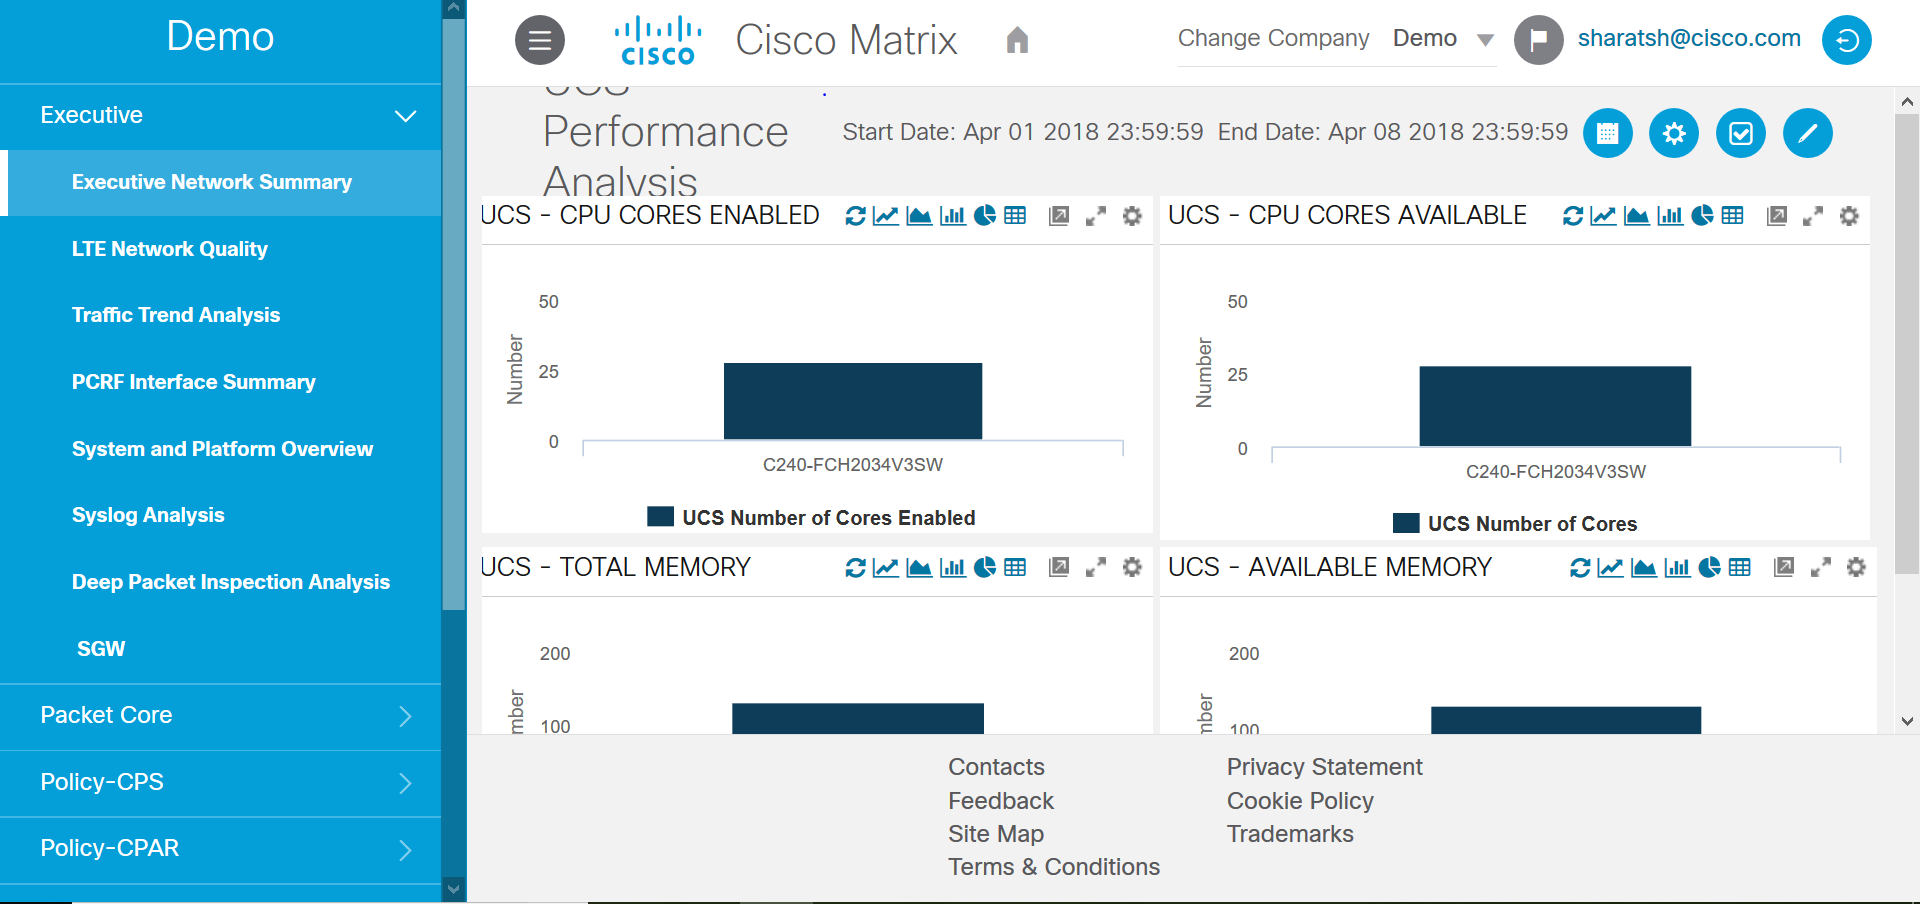 Demo
Executive
Executive Network Summary
LTE Network Quality
Traffic Trend Analysis
PCRF Interface Summary
System and Platform Overview
Syslog Analysis
Deep Packet Inspection Analysis
SGW
Packet Core
Policy-CPS
Policy-CPAR
CISCO
Cisco Matrix
Change Company Demo
sharatsh@cisco.com
UCS
Performance
Analysis
Start Date: Apr 01 2018 23:59:59 End Date: Apr 08 2018 23:59:59
UCS - CPU CORES ENABLED
50
25
0
Number
C240-FCH2034V3SW
UCS Number of Cores Enabled
UCS - CPU CORES AVAILABLE
50
25
0
Number
C240-FCH2034V3SW
UCS Number of Cores
UCS - TOTAL MEMORY
200
100
mber
UCS - AVAILABLE MEMORY
200
100
mber
Contacts
Feedback
Site Map
Terms & Conditions
Privacy Statement
Cookie Policy
Trademarks